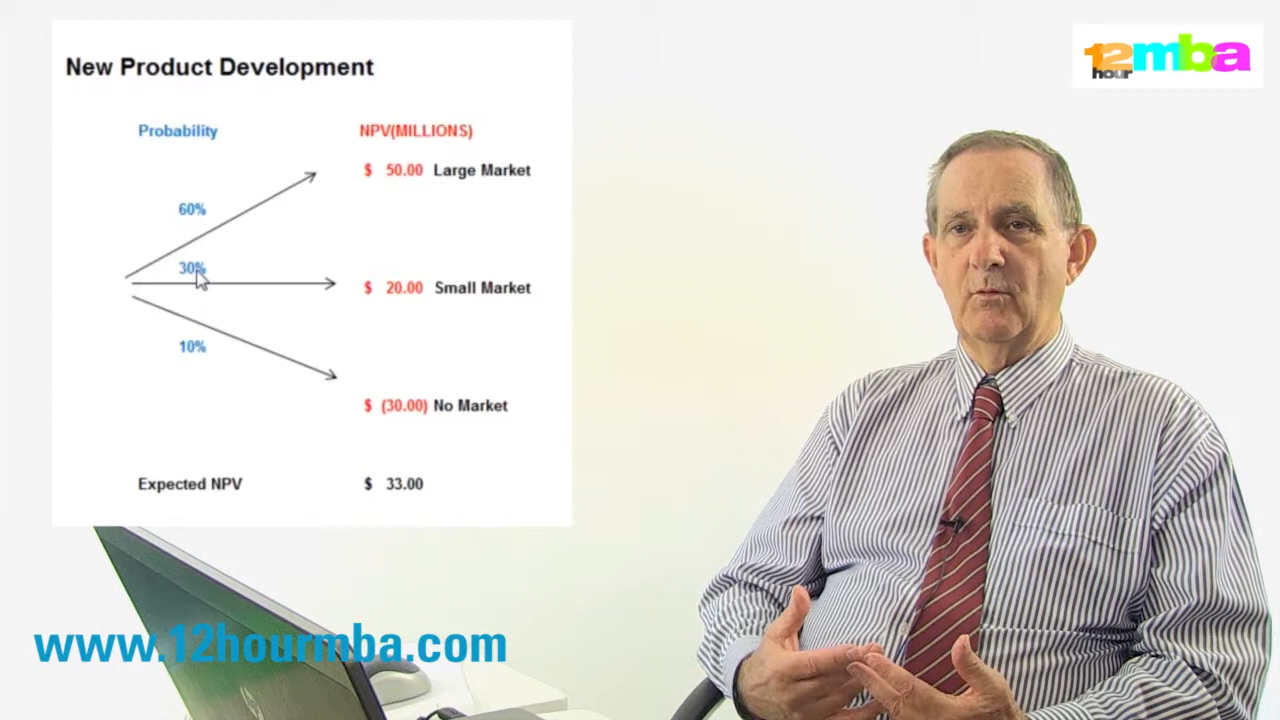 New Product Development
Probability NPV(MILLIONS)
$ 50.00 Large Market
60%
30%
$ 20.00 Small Market
10%
$ (30.00) No Market
Expected NPV $ 33.00
12 mba
hour
www.12hourmba.com